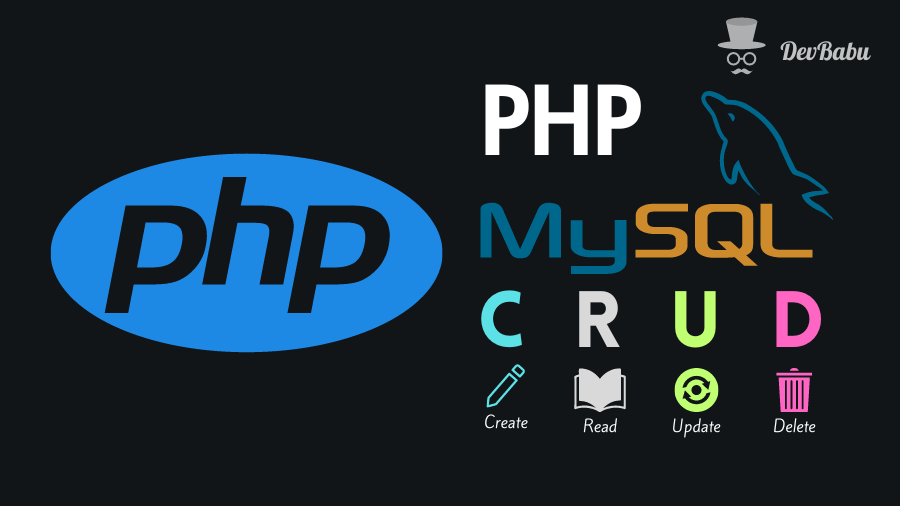 DevBabu
php
PHP
MySQL
C R U D
Create Read Update Delete